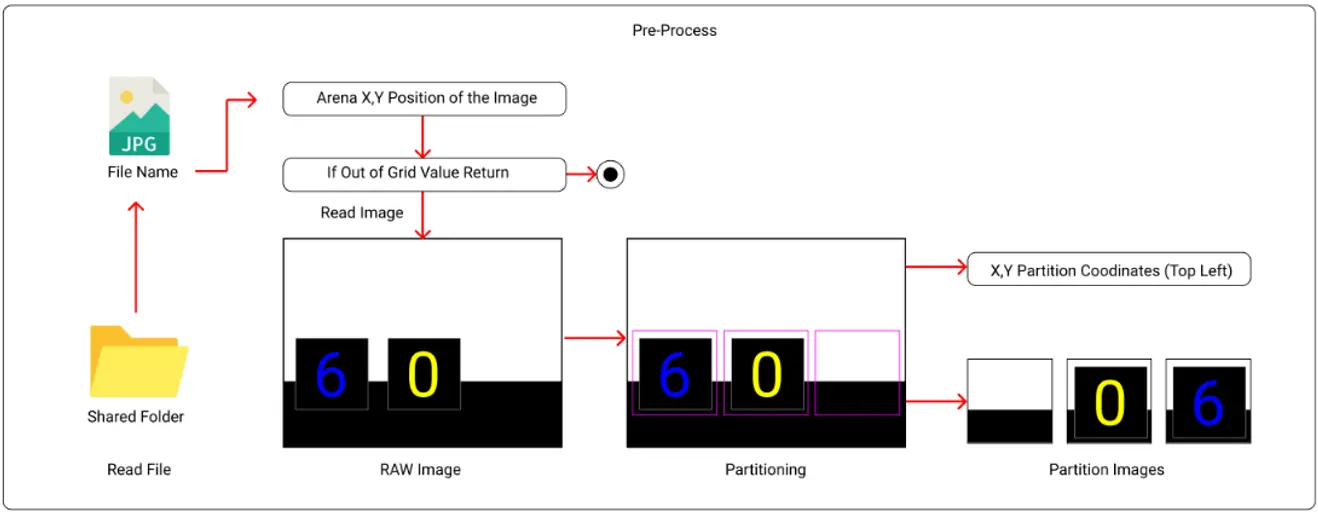 Pre-Process
JPG
File Name
Arena X,Y Position of the Image
If Out of Grid Value Return
Read Image
Shared Folder
Read File
6 0
RAW Image
6 0
Partitioning
X,Y Partition Coodinates (Top Left)
0 6
Partition Images